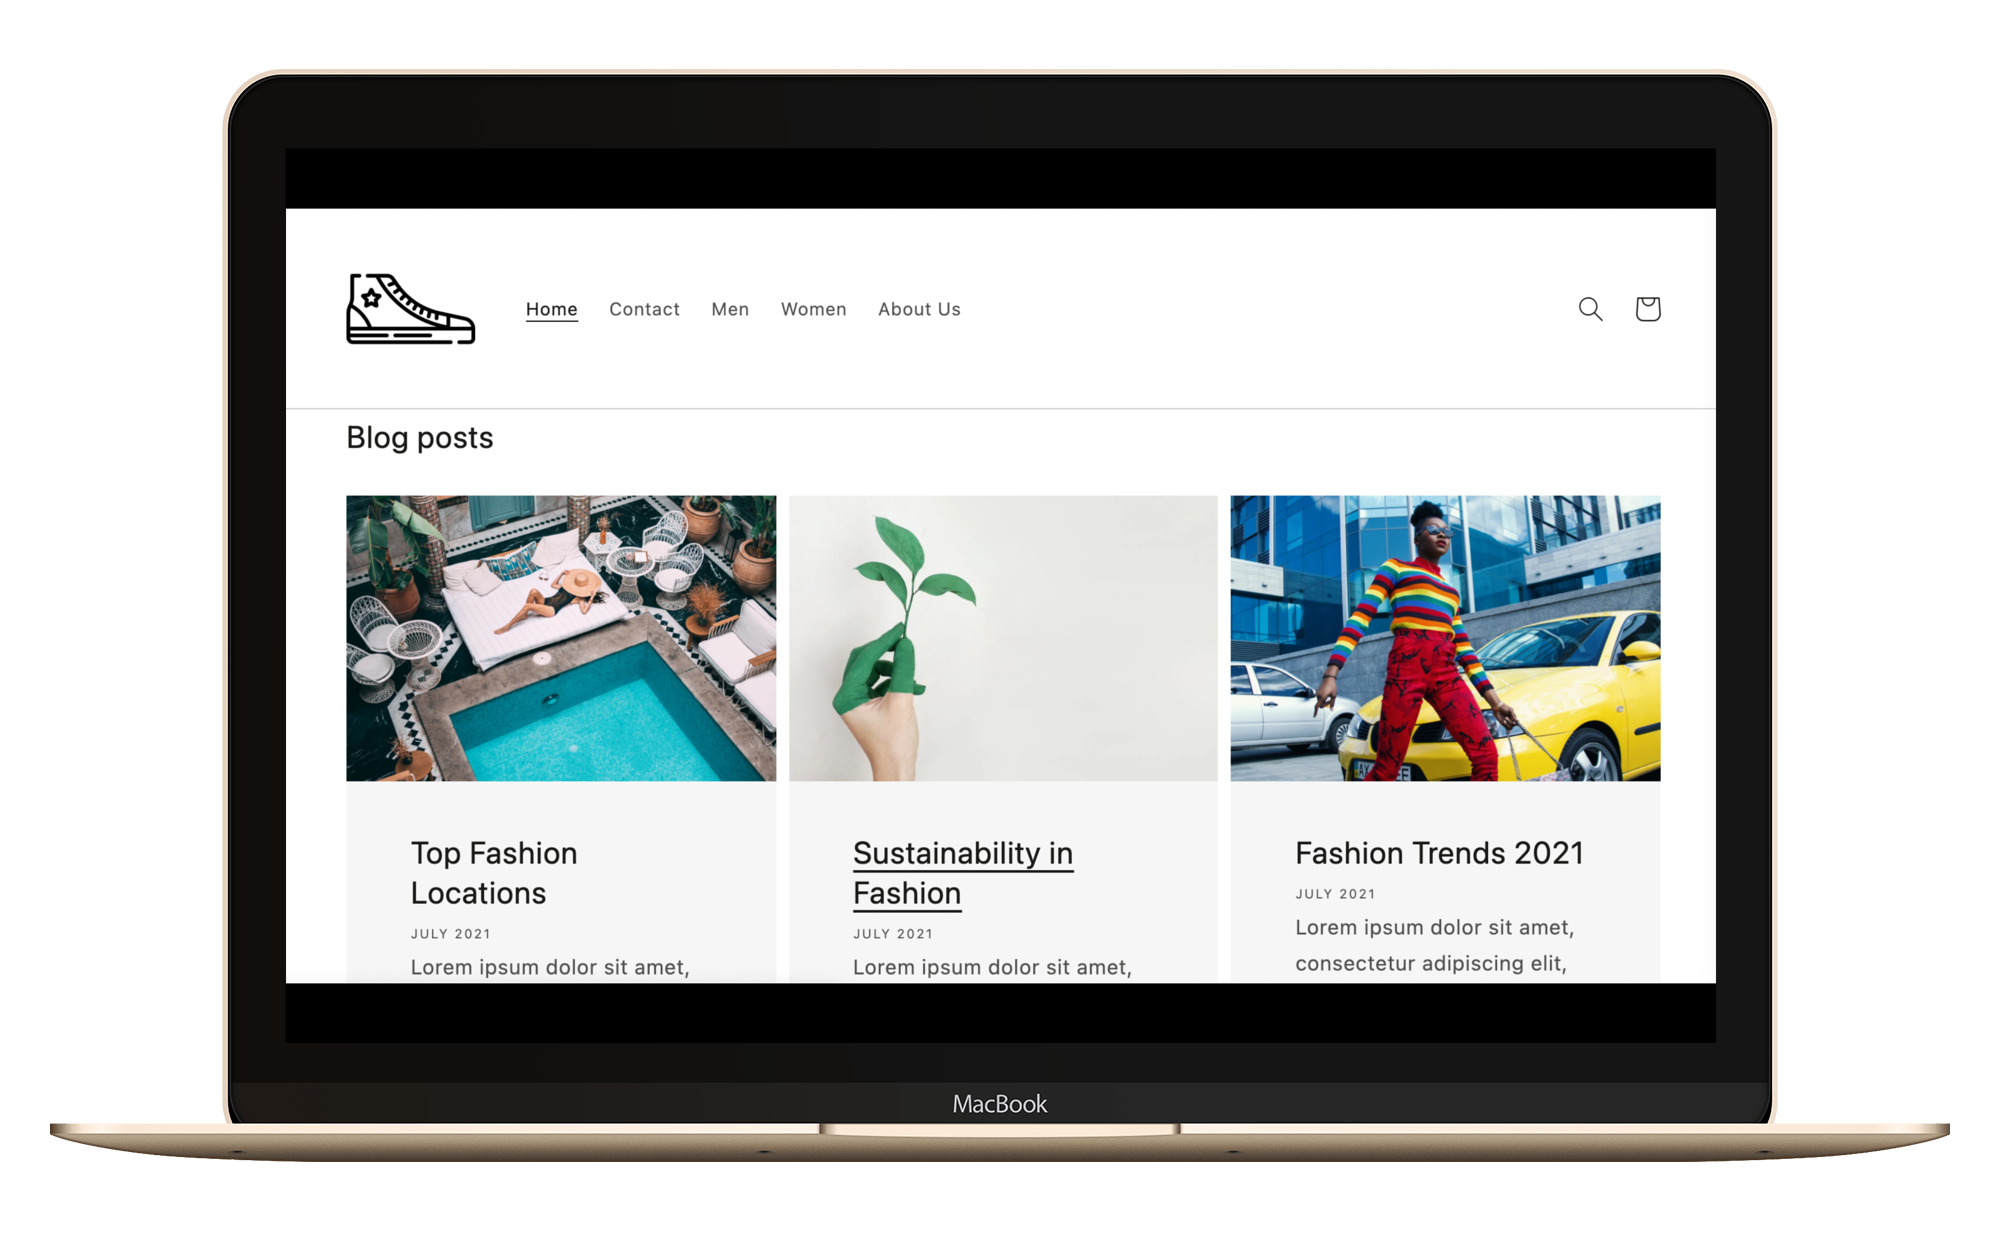 Home Contact Men Women About Us
Blog posts
Top Fashion
Locations
JULY 2021
Lorem ipsum dolor sit amet,
Sustainability in
Fashion
JULY 2021
Lorem ipsum dolor sit amet,
Fashion Trends 2021
JULY 2021
Lorem ipsum dolor sit amet,
consectetur adipiscing elit,
MacBook